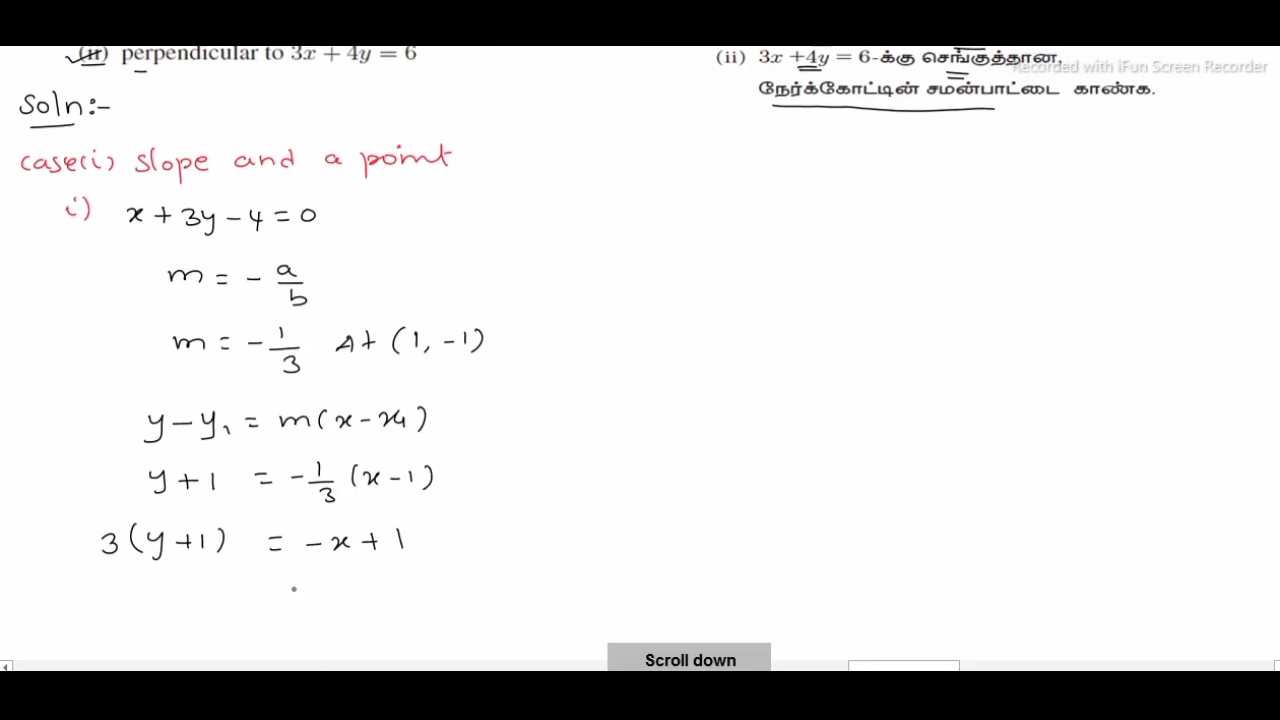 (ii) perpendicular to 3x + 4y = 6
(ii) 3x + 4y = 6-க்கு செங்குத்தான,
Recorded with iFun Screen Recorder
நேர்க்கோட்டின் சமன்பாட்டை காண்க.
Soln:-
case(i) slope and a point
i) x + 3y - 4 = 0
m = - a/b
m = - 1/3 At (1, -1)
y - y₁ = m(x - x₁)
y + 1 = - 1/3 (x - 1)
3(y + 1) = - x + 1
Scroll down